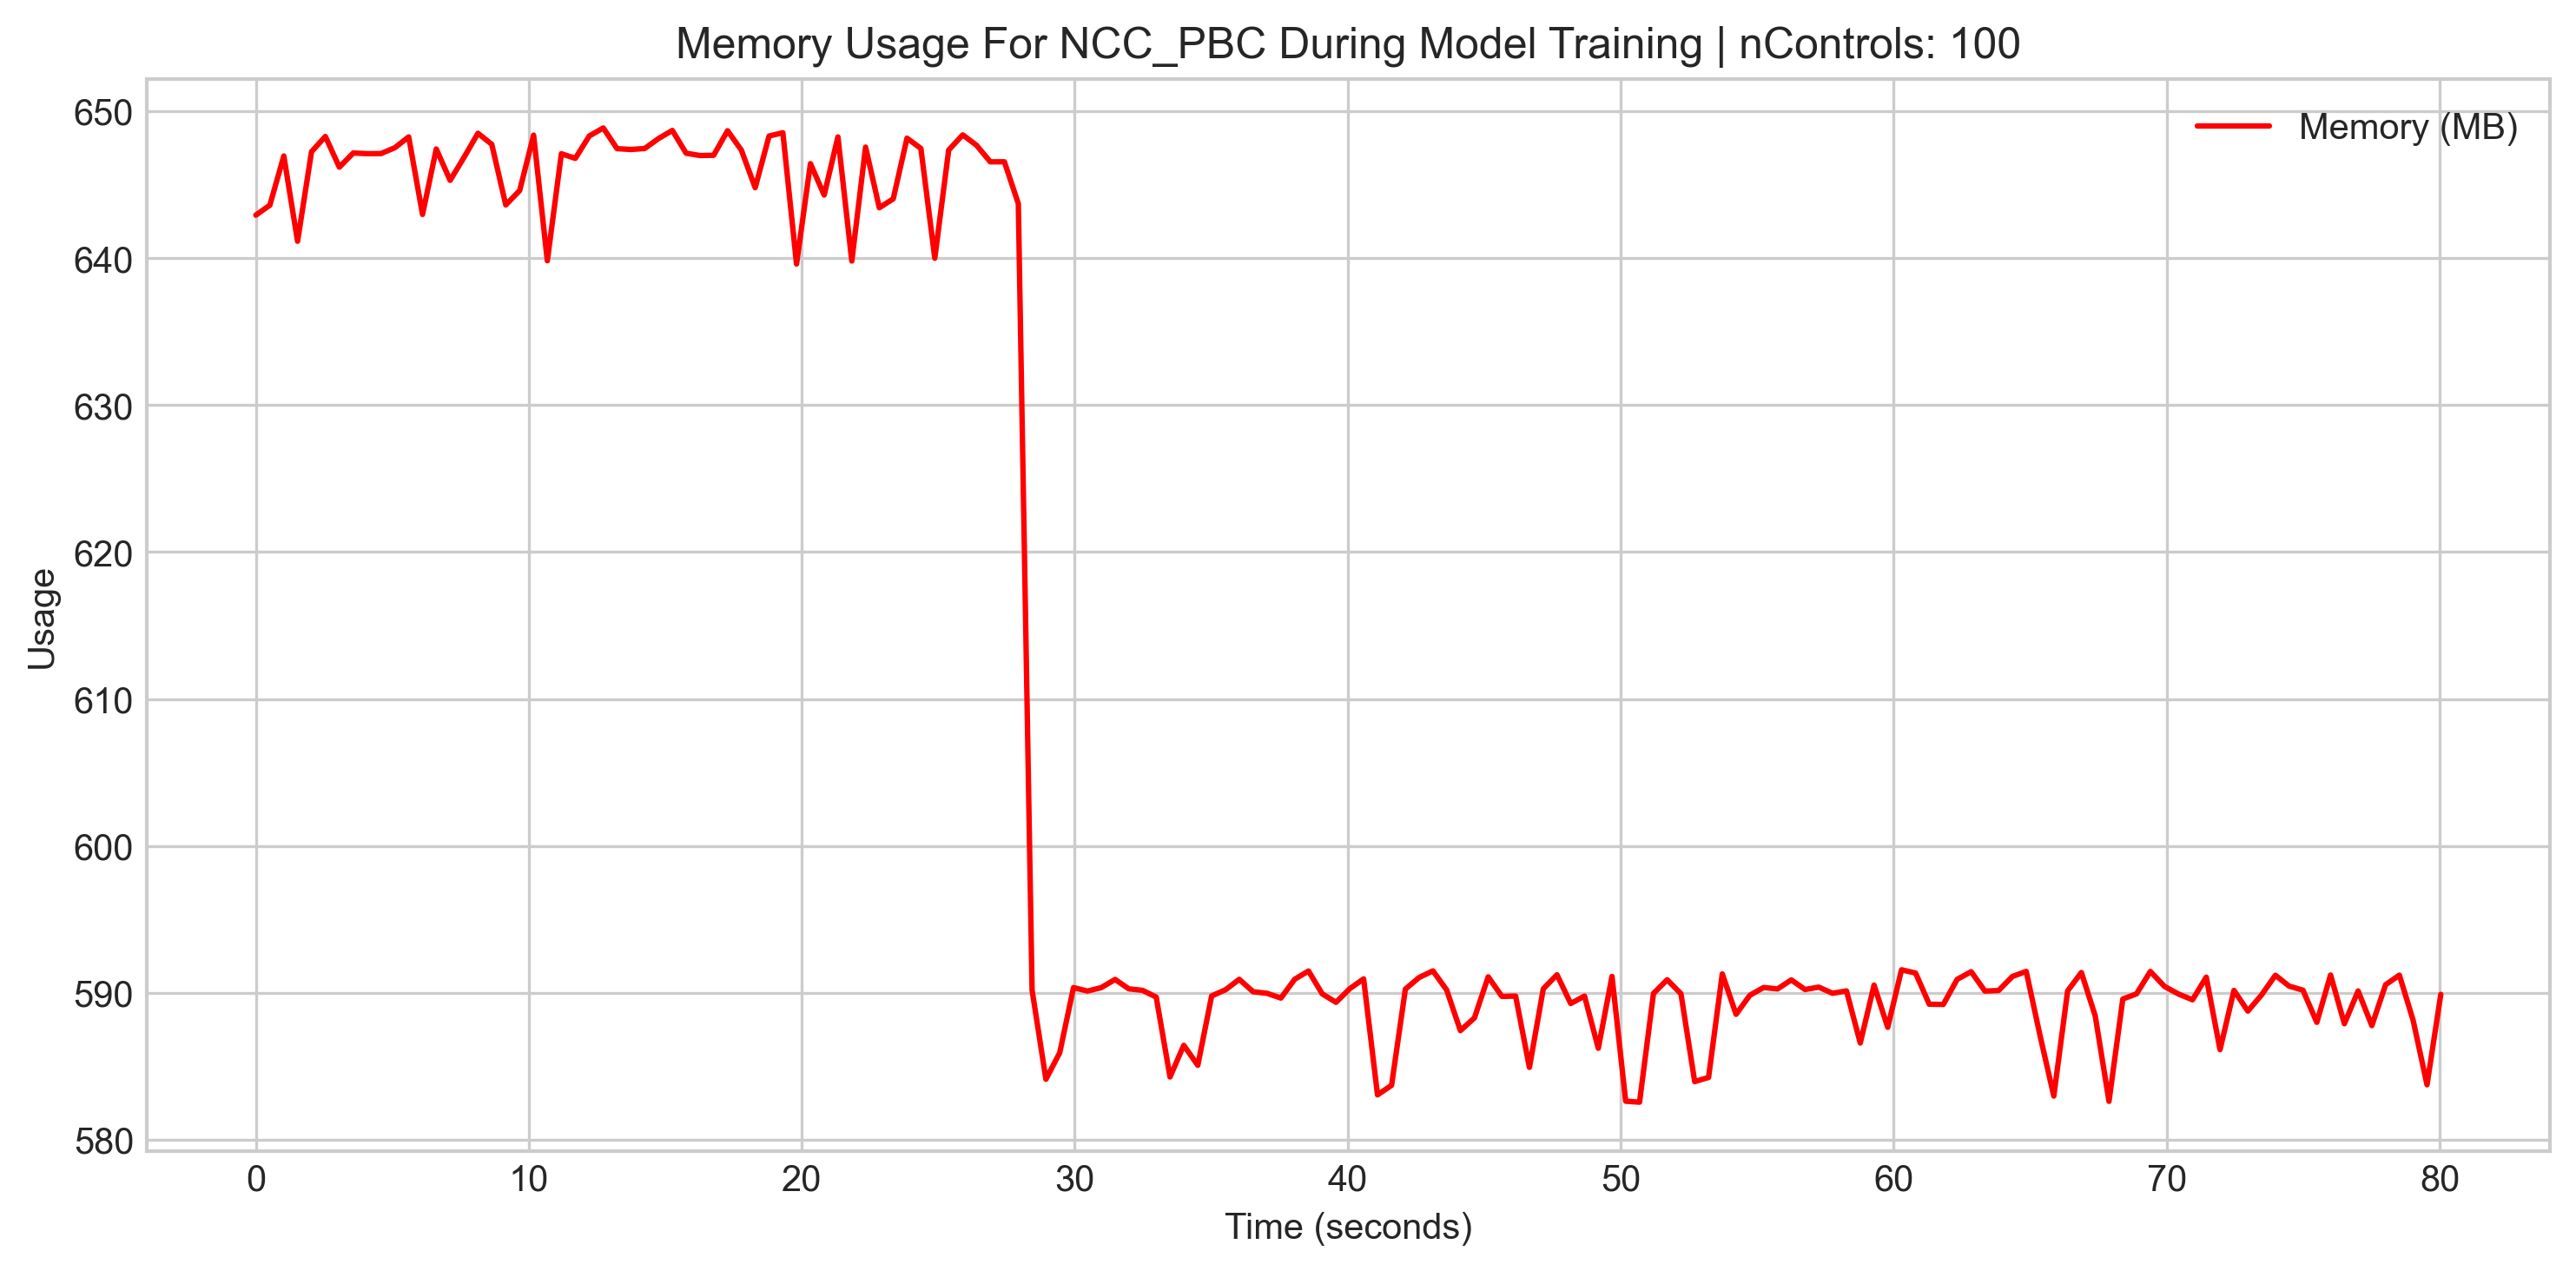 Memory Usage For NCC_PBC During Model Training | nControls: 100
Memory (MB)
650
640
630
620
610
600
590
580
Usage
0 10 20 30 40 50 60 70 80
Time (seconds)